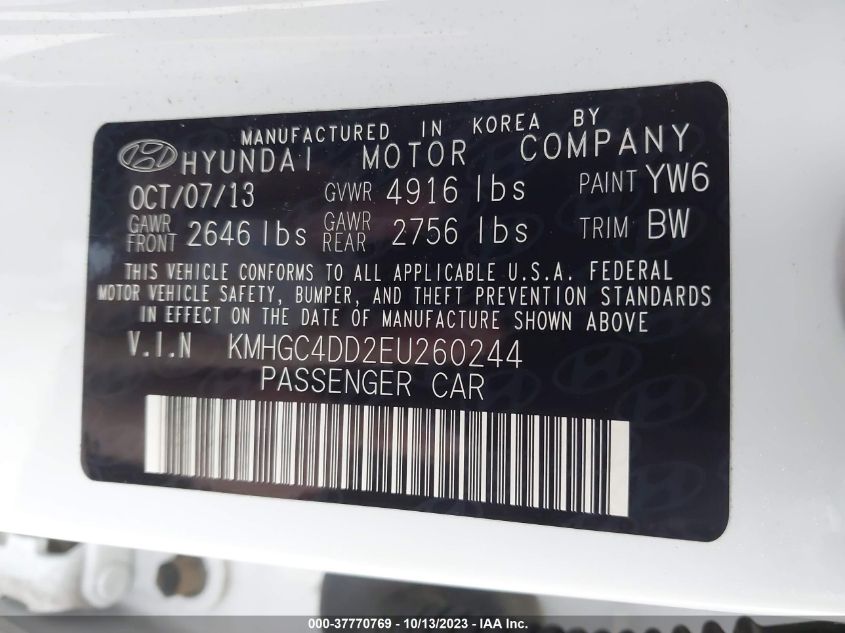 MANUFACTURED IN KOREA BY
HYUNDAI MOTOR COMPANY
OCT/07/13 GVWR 4916 lbs PAINT YW6
GAWR FRONT 2646 lbs GAWR REAR 2756 lbs TRIM BW
THIS VEHICLE CONFORMS TO ALL APPLICABLE U.S.A. FEDERAL
MOTOR VEHICLE SAFETY, BUMPER, AND THEFT PREVENTION STANDARDS
IN EFFECT ON THE DATE OF MANUFACTURE SHOWN ABOVE
V.I.N KMHGC4DD2EU260244
PASSENGER CAR
000-37770769 | 10/13/2023 - IAA Inc.